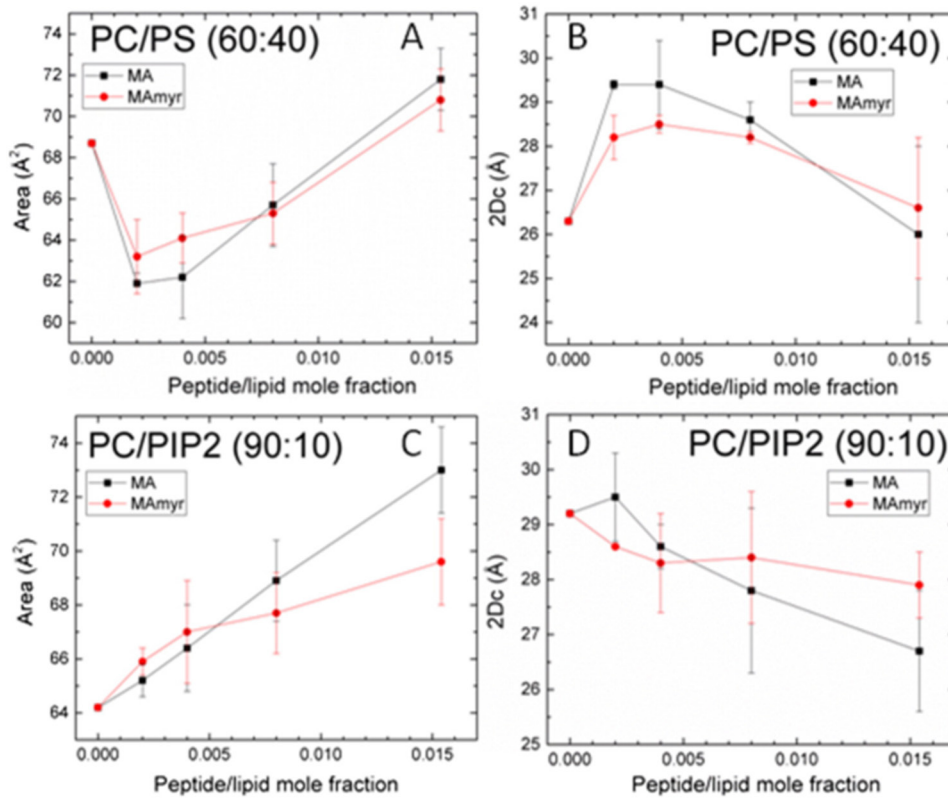 PC/PS (60:40) A
MA
MAmyr
Area (Å²)
74
72
70
68
66
64
62
60
0.000 0.005 0.010 0.015
Peptide/lipid mole fraction
B PC/PS (60:40)
MA
MAmyr
2Dc (Å)
31
30
29
28
27
26
25
24
0.000 0.005 0.010 0.015
Peptide/lipid mole fraction
PC/PIP2 (90:10) C
MA
MAmyr
Area (Å²)
74
72
70
68
66
64
0.000 0.005 0.010 0.015
Peptide/lipid mole fraction
D PC/PIP2 (90:10)
MA
MAmyr
2Dc (Å)
31
30
29
28
27
26
25
0.000 0.005 0.010 0.015
Peptide/lipid mole fraction